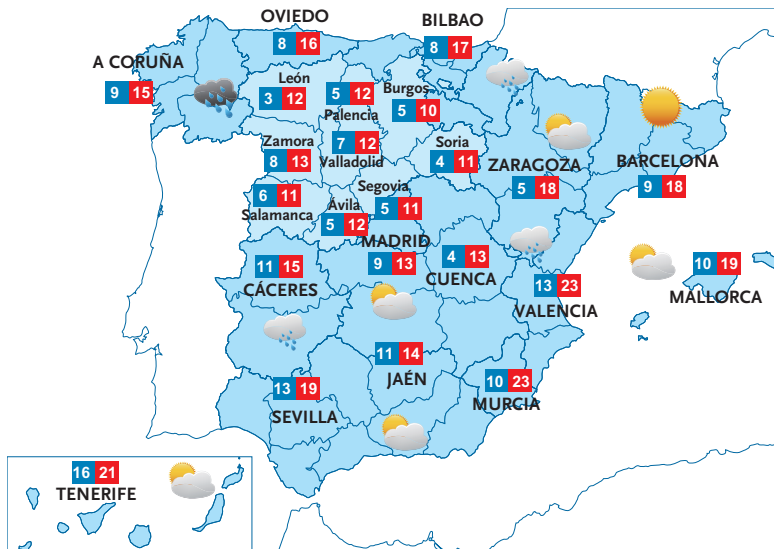 OVIEDO
8 16
BILBAO
8 17
A CORUÑA
9 15
León
3 12
5 12
Palencia
Burgos
5 10
Zamora
8 13
7 12
Valladolid
Soria
4 11
ZARAGOZA
5 18
BARCELONA
9 18
6 11
Salamanca
Ávila
5 12
Segovia
5 11
MADRID
9 13
4 13
CUENCA
11 15
CÁCERES
13 23
VALENCIA
10 19
MALLORCA
11 14
JAÉN
10 23
MURCIA
13 19
SEVILLA
16 21
TENERIFE